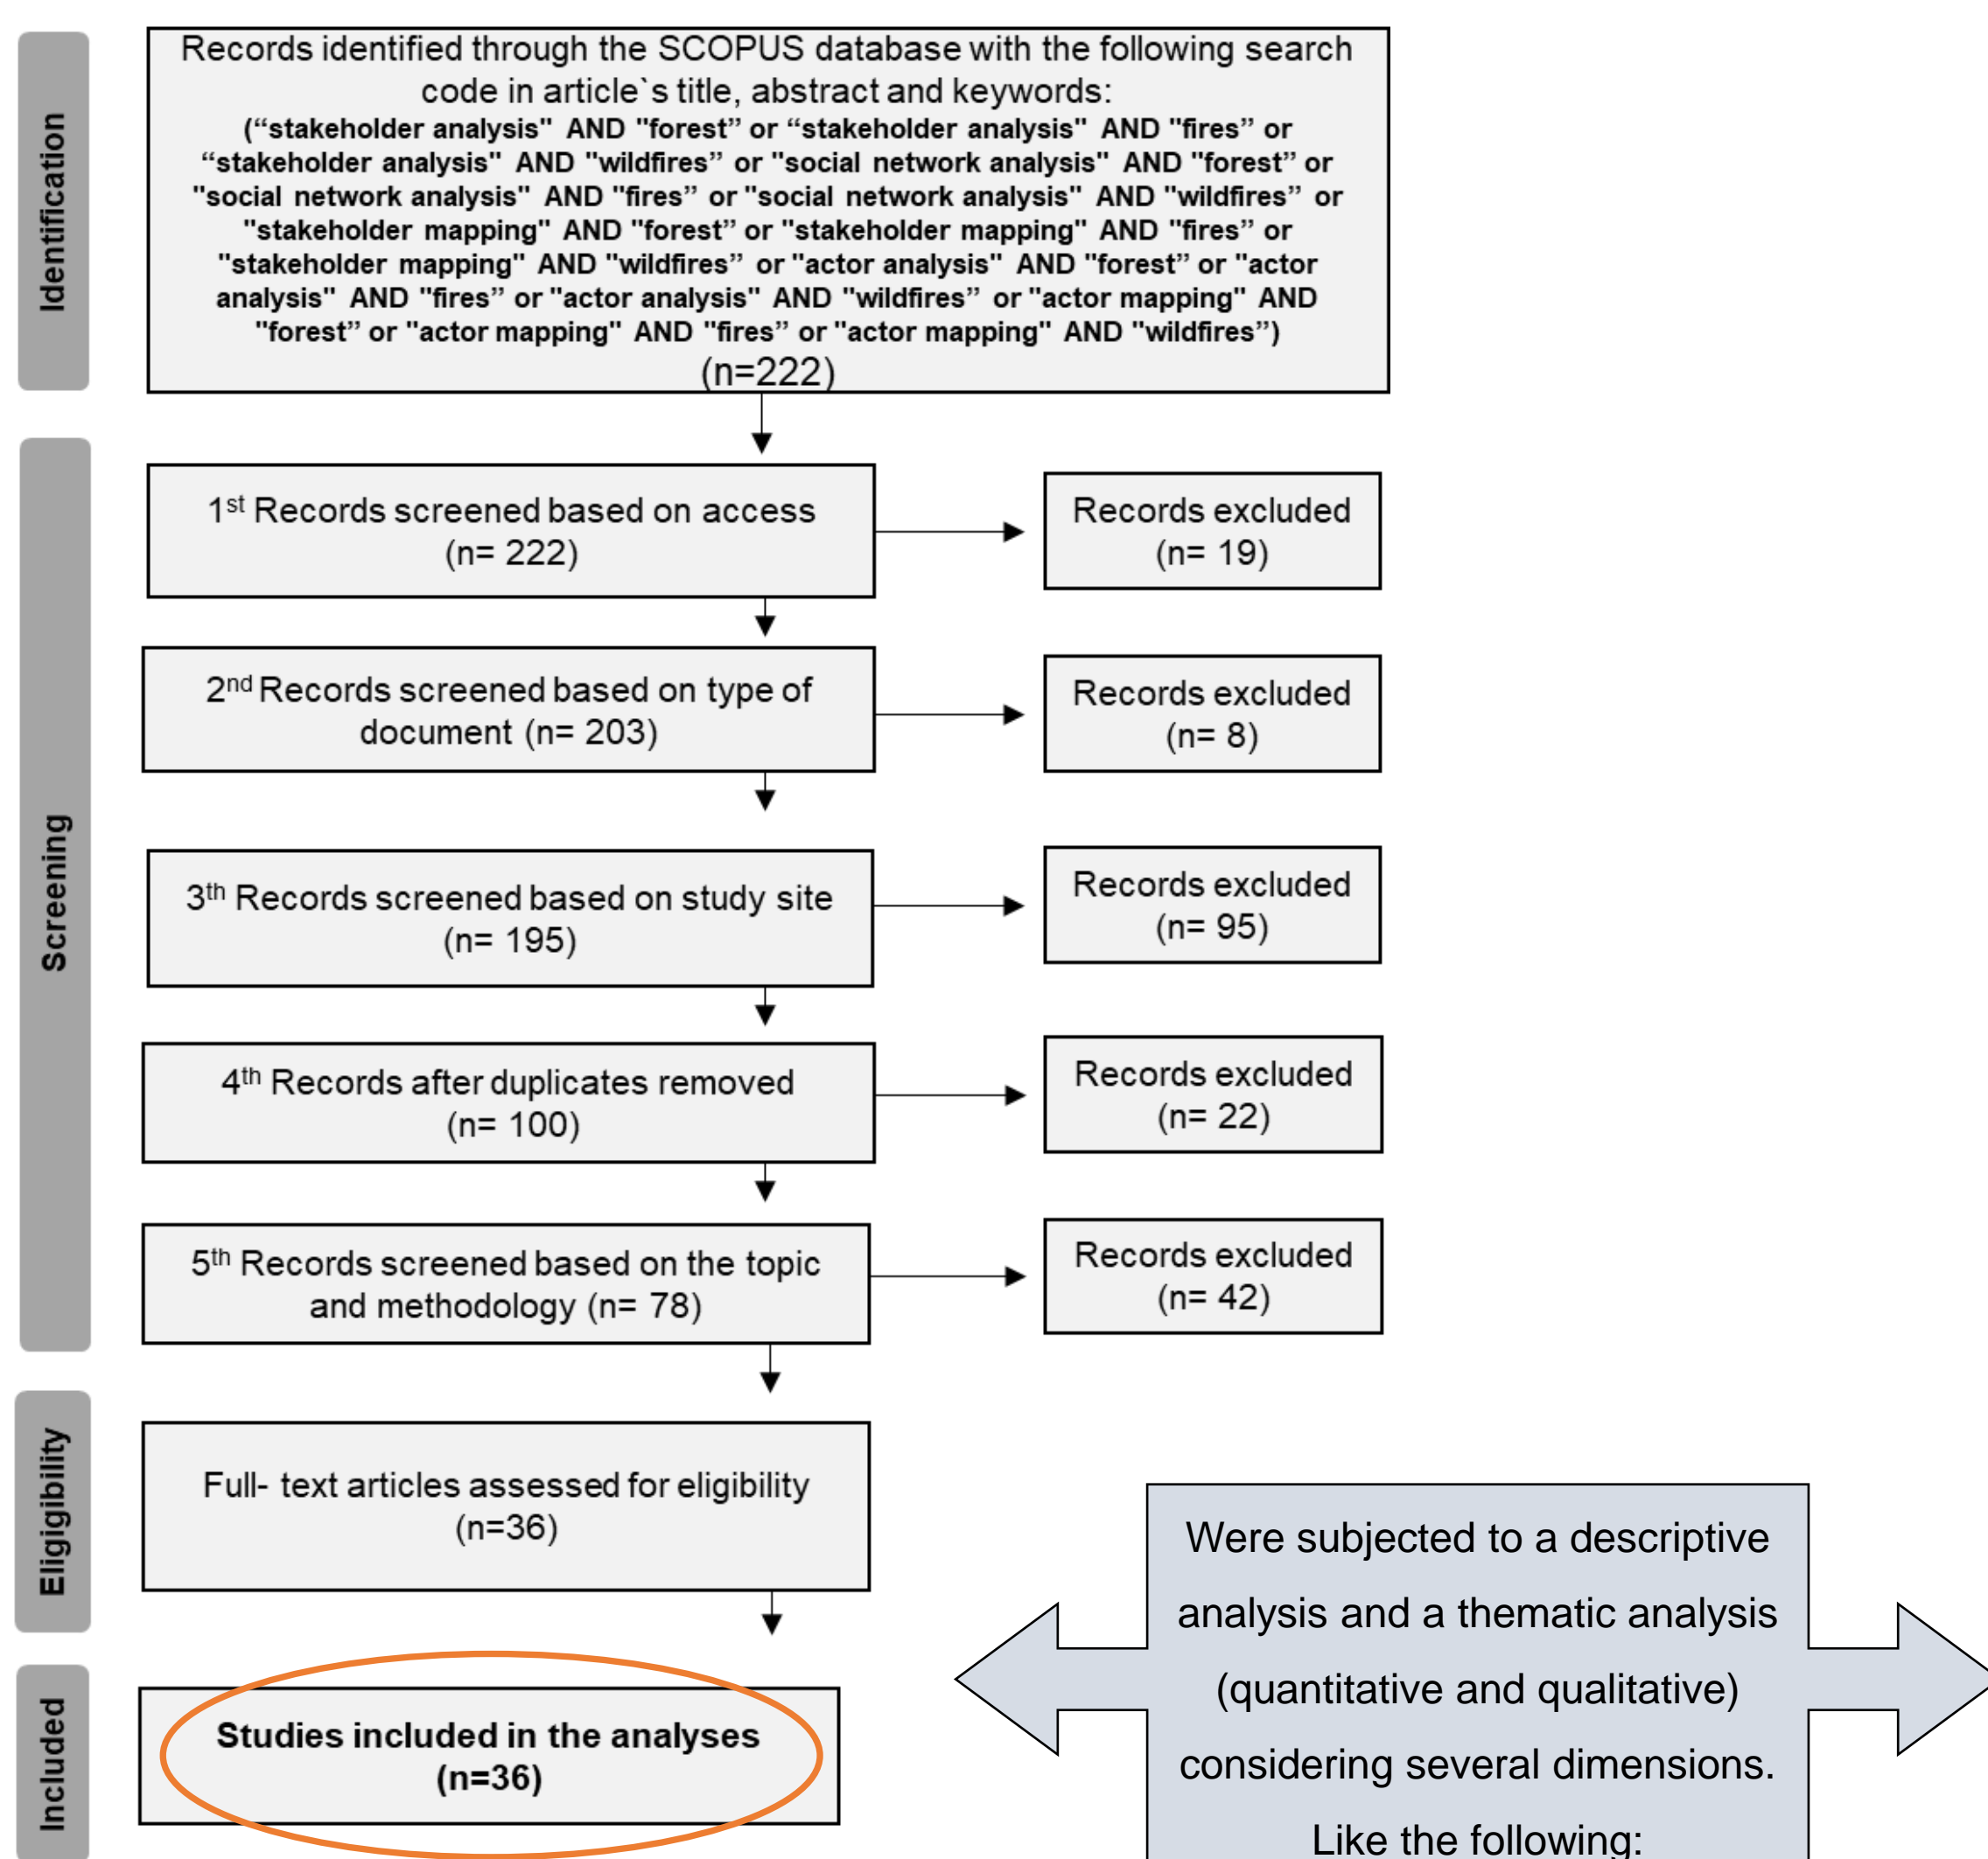 Identification
Records identified through the SCOPUS database with the following search
code in article`s title, abstract and keywords:
(“stakeholder analysis" AND "forest” or “stakeholder analysis" AND "fires” or
“stakeholder analysis" AND "wildfires” or "social network analysis" AND "forest” or
"social network analysis" AND "fires” or "social network analysis" AND "wildfires” or
"stakeholder mapping" AND "forest” or "stakeholder mapping" AND "fires” or
"stakeholder mapping" AND "wildfires” or "actor analysis" AND "forest” or "actor
analysis" AND "fires” or "actor analysis" AND "wildfires” or "actor mapping" AND
"forest” or "actor mapping" AND "fires” or "actor mapping" AND "wildfires”)
(n=222)
Screening
1st Records screened based on access
(n= 222)
Records excluded
(n= 19)
2nd Records screened based on type of
document (n= 203)
Records excluded
(n= 8)
3th Records screened based on study site
(n= 195)
Records excluded
(n= 95)
4th Records after duplicates removed
(n= 100)
Records excluded
(n= 22)
5th Records screened based on the topic
and methodology (n= 78)
Records excluded
(n= 42)
Eligigibility
Full- text articles assessed for eligibility
(n=36)
Included
Studies included in the analyses
(n=36)
Were subjected to a descriptive
analysis and a thematic analysis
(quantitative and qualitative)
considering several dimensions.
Like the following: